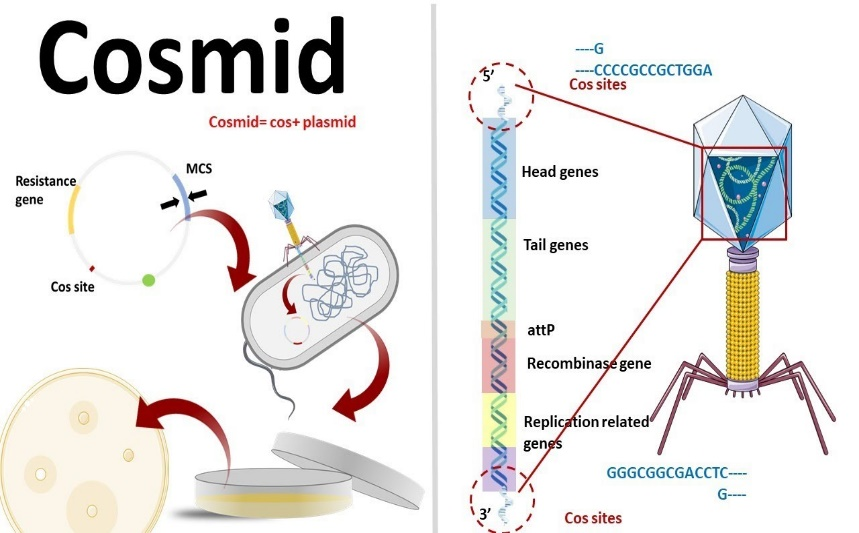 Cosmid
Cosmid= cos+ plasmid
MCS
Resistance
gene
Cos site
----G
----CCCCGCCGCTGGA
5’
Cos sites
Head genes
Tail genes
attP
Recombinase gene
Replication related
genes
GGGCGGCGACCTC----
G----
3’
Cos sites